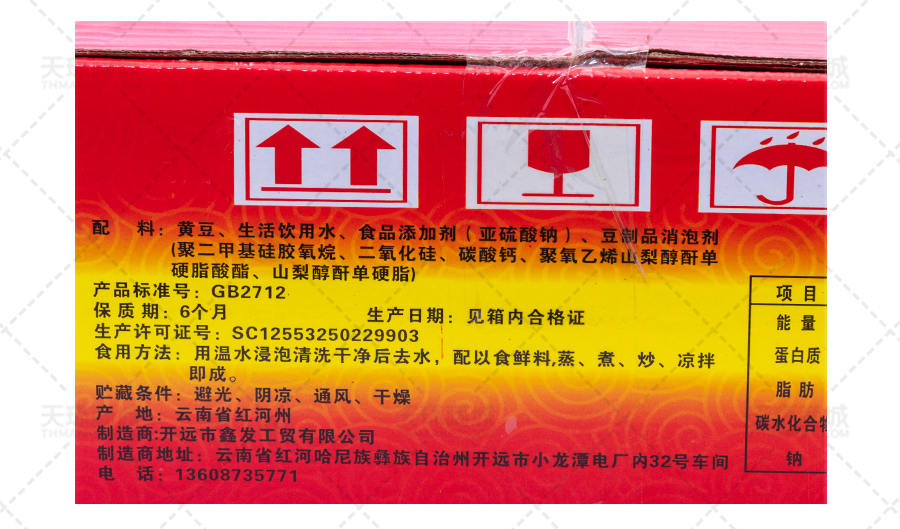 配 料：黄豆、生活饮用水、食品添加剂（亚硫酸钠）、豆制品消泡剂
(聚二甲基硅胶氧烷、二氧化硅、碳酸钙、聚氧乙烯山梨醇酐单
硬脂酸酯、山梨醇酐单硬脂)
产品标准号：GB2712
保 质 期：6个月 生产日期：见箱内合格证
生产许可证号：SC12553250229903
食用方法：用温水浸泡清洗干净后去水，配以食鲜料,蒸、煮、炒、凉拌
即成。
贮藏条件：避光、阴凉、通风、干燥
产 地：云南省红河州
制造商:开远市鑫发工贸有限公司
制造商地址：云南省红河哈尼族彝族自治州开远市小龙潭电厂内32号车间
电 话：13608735771
项 目
能 量
蛋白质
脂 肪
碳水化合物
钠